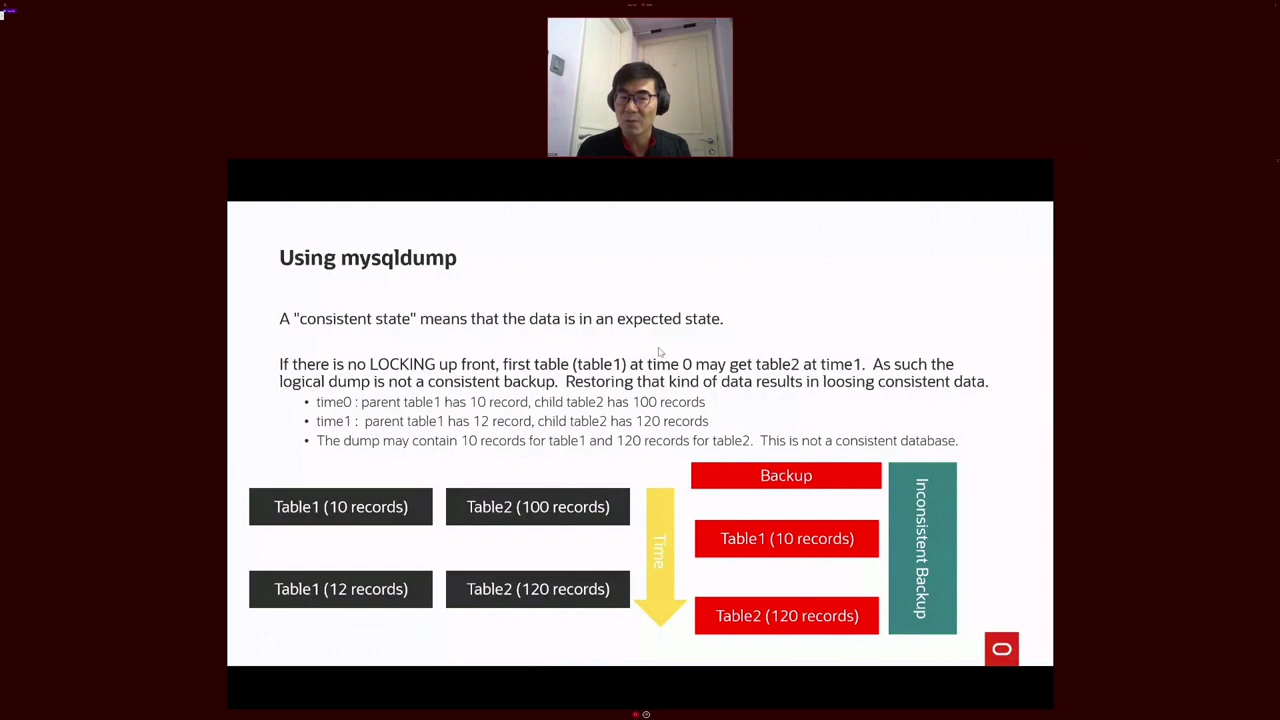 Using mysqldump
A "consistent state" means that the data is in an expected state.
If there is no LOCKING up front, first table (table1) at time 0 may get table2 at time1. As such the
logical dump is not a consistent backup. Restoring that kind of data results in loosing consistent data.
• time0 : parent table1 has 10 record, child table2 has 100 records
• time1 : parent table1 has 12 record, child table2 has 120 records
• The dump may contain 10 records for table1 and 120 records for table2. This is not a consistent database.
Backup
Table1 (10 records)
Table2 (100 records)
Time
Table1 (10 records)
Inconsistent Backup
Table1 (12 records)
Table2 (120 records)
Table2 (120 records)